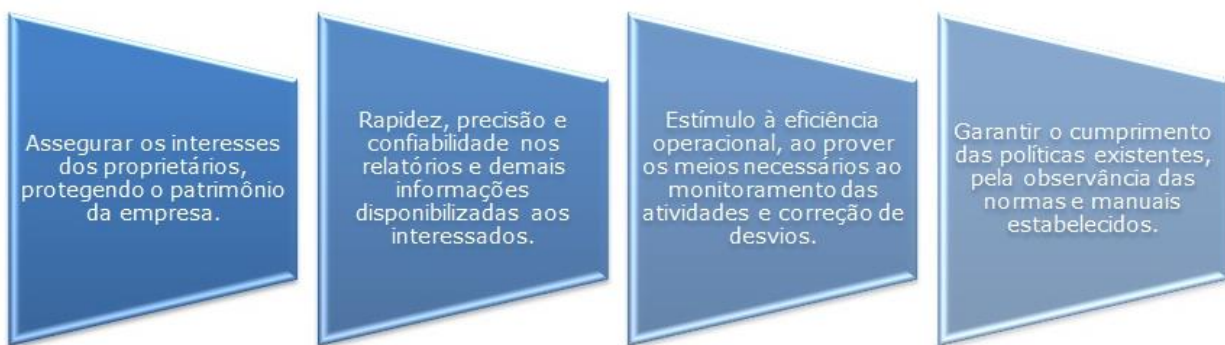 Assegurar os interesses
dos proprietários,
protegendo o patrimônio
da empresa.
Rapidez, precisão e
confiabilidade nos
relatórios e demais
informações
disponibilizadas aos
interessados.
Estímulo à eficiência
operacional, ao prover
os meios necessários ao
monitoramento das
atividades e correção de
desvios.
Garantir o cumprimento
das políticas existentes,
pela observância das
normas e manuais
estabelecidos.